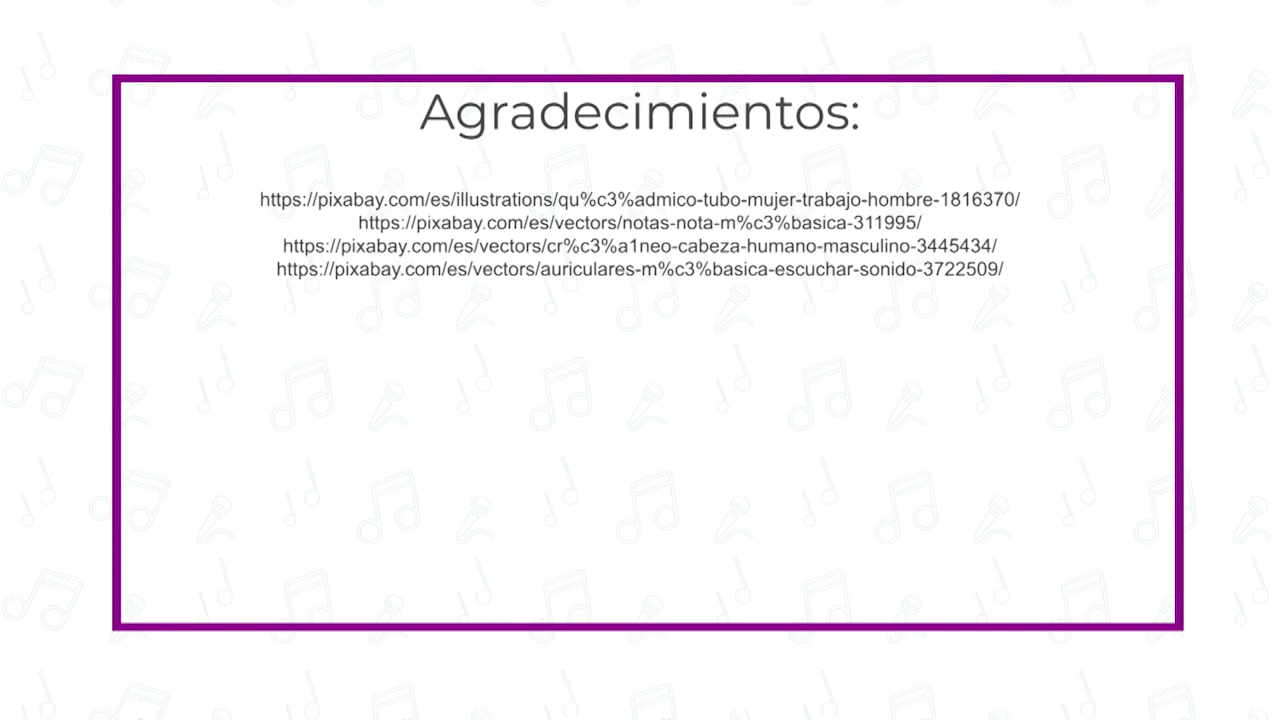 Agradecimientos:
https://pixabay.com/es/illustrations/qu%c3%admico-tubo-mujer-trabajo-hombre-1816370/
https://pixabay.com/es/vectors/notas-nota-m%c3%basica-311995/
https://pixabay.com/es/vectors/cr%c3%a1neo-cabeza-humano-masculino-3445434/
https://pixabay.com/es/vectors/auriculares-m%c3%basica-escuchar-sonido-3722509/